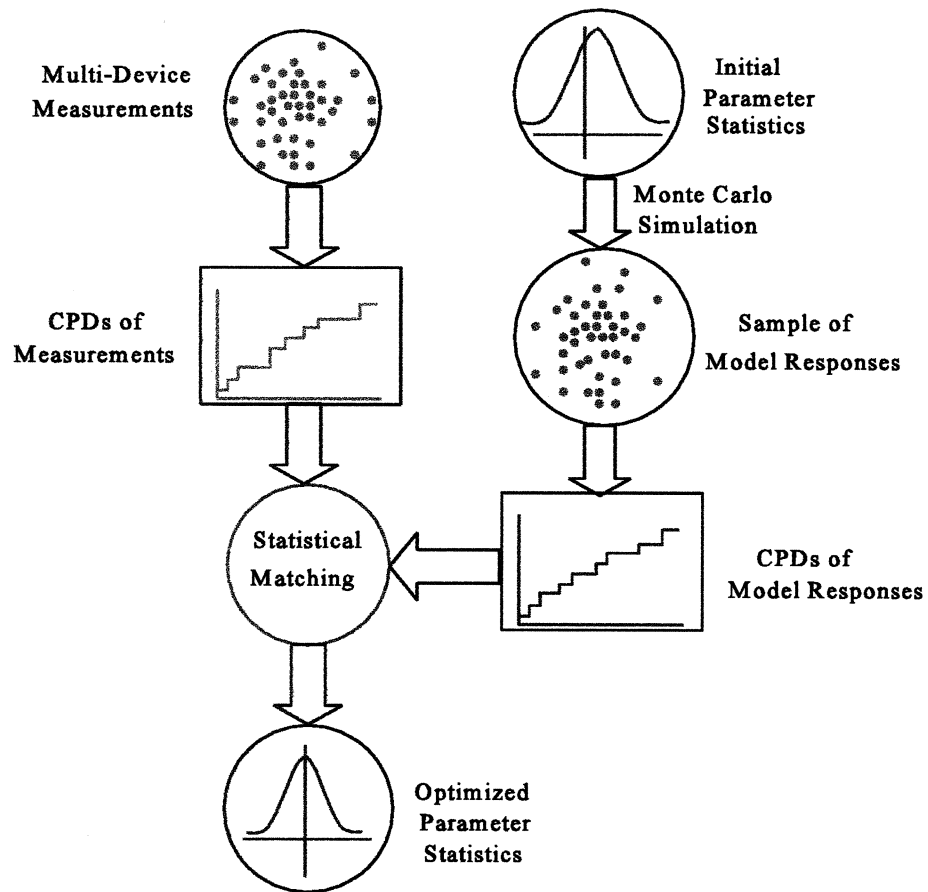 Multi-Device
Measurements
Initial
Parameter
Statistics
Monte Carlo
Simulation
CPDs of
Measurements
Sample of
Model Responses
Statistical
Matching
CPDs of
Model Responses
Optimized
Parameter
Statistics